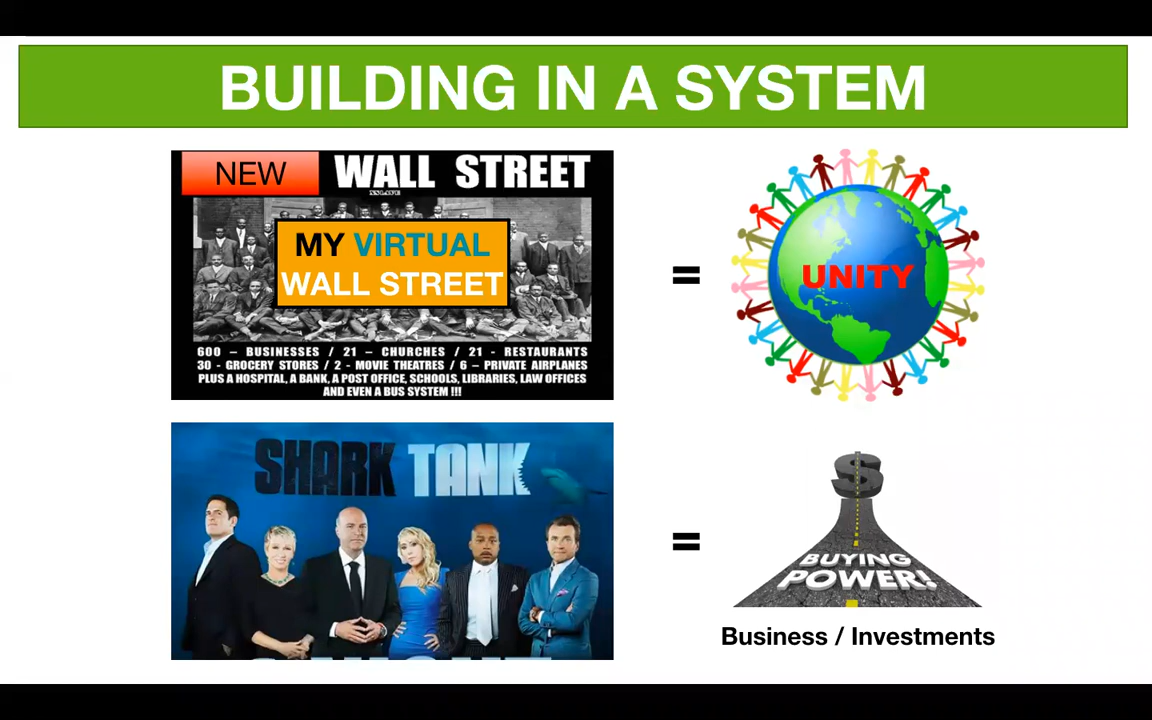 BUILDING IN A SYSTEM
NEW WALL STREET
MY VIRTUAL
WALL STREET
600 – BUSINESSES / 21 – CHURCHES / 21 - RESTAURANTS
30 - GROCERY STORES / 2 - MOVIE THEATRES / 6 – PRIVATE AIRPLANES
PLUS A HOSPITAL, A BANK, A POST OFFICE, SCHOOLS, LIBRARIES, LAW OFFICES
AND EVEN A BUS SYSTEM !!!
=
UNITY
SHARK TANK
=
$
BUYING
POWER!
Business / Investments